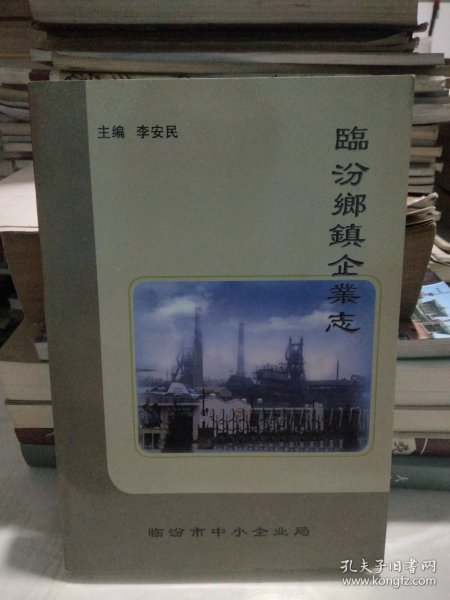 主编 李安民
臨汾鄉鎮企業志
临汾市中小企业局
孔夫子旧书网
www.kongfz.com